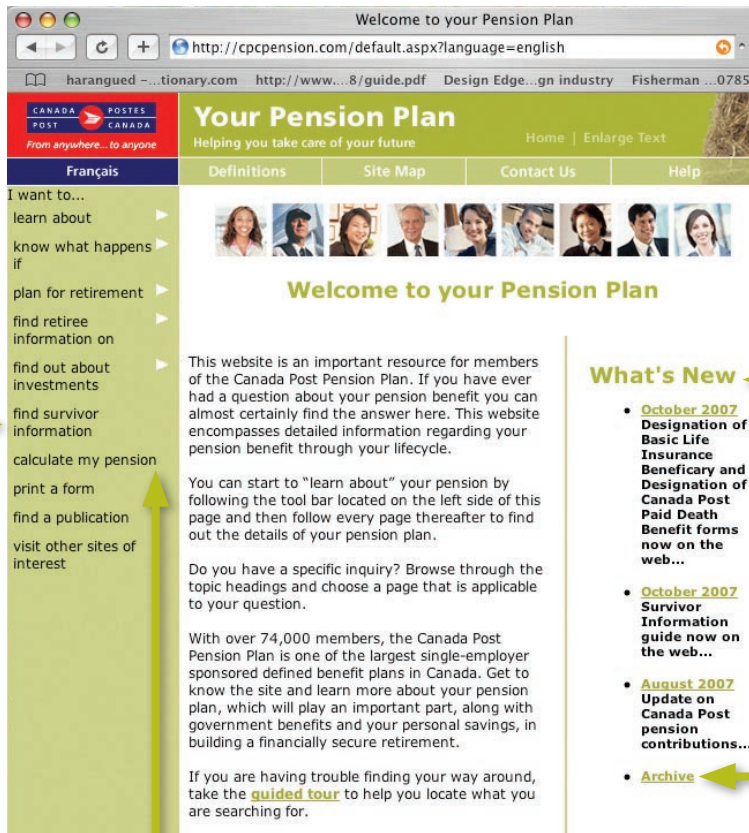 Welcome to your Pension Plan
http://cpcpension.com/default.aspx?language=english
harangued -...tionary.com http://www....8/guide.pdf Design Edge...gn industry Fisherman ...0785
CANADA POSTES
POST CANADA
From anywhere... to anyone
Your Pension Plan
Helping you take care of your future
Home | Enlarge Text
Français Definitions Site Map Contact Us Help
I want to...
learn about
know what happens
if
plan for retirement
find retiree
information on
find out about
investments
find survivor
information
calculate my pension
print a form
find a publication
visit other sites of
interest
Welcome to your Pension Plan
This website is an important resource for members
of the Canada Post Pension Plan. If you have ever
had a question about your pension benefit you can
almost certainly find the answer here. This website
encompasses detailed information regarding your
pension benefit through your lifecycle.
You can start to “learn about” your pension by
following the tool bar located on the left side of this
page and then follow every page thereafter to find
out the details of your pension plan.
Do you have a specific inquiry? Browse through the
topic headings and choose a page that is applicable
to your question.
With over 74,000 members, the Canada Post
Pension Plan is one of the largest single-employer
sponsored defined benefit plans in Canada. Get to
know the site and learn more about your pension
plan, which will play an important part, along with
government benefits and your personal savings, in
building a financially secure retirement.
If you are having trouble finding your way around,
take the guided tour to help you locate what you
are searching for.
What's New
October 2007
Designation of
Basic Life
Insurance
Beneficary and
Designation of
Canada Post
Paid Death
Benefit forms
now on the
web...
October 2007
Survivor
Information
guide now on
the web...
August 2007
Update on
Canada Post
pension
contributions...
Archive